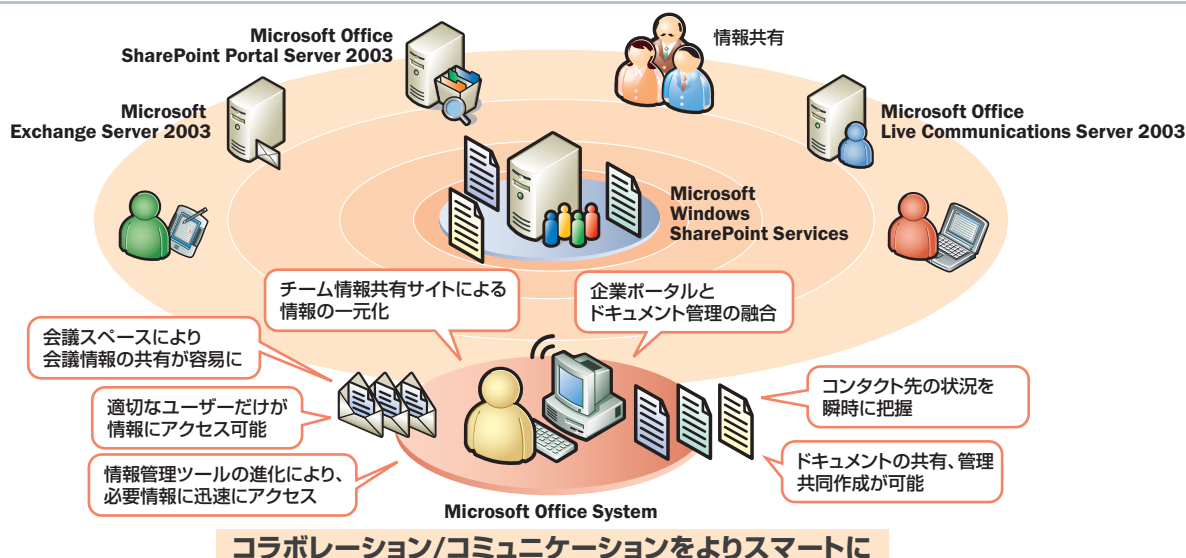 Microsoft Office
SharePoint Portal Server 2003
情報共有
Microsoft
Exchange Server 2003
Microsoft Office
Live Communications Server 2003
Microsoft
Windows
SharePoint Services
チーム情報共有サイトによる
情報の一元化
企業ポータルと
ドキュメント管理の融合
会議スペースにより
会議情報の共有が容易に
適切なユーザーだけが
情報にアクセス可能
コンタクト先の状況を
瞬時に把握
情報管理ツールの進化により、
必要情報に迅速にアクセス
ドキュメントの共有、管理
共同作成が可能
Microsoft Office System
コラボレーション/コミュニケーションをよりスマートに